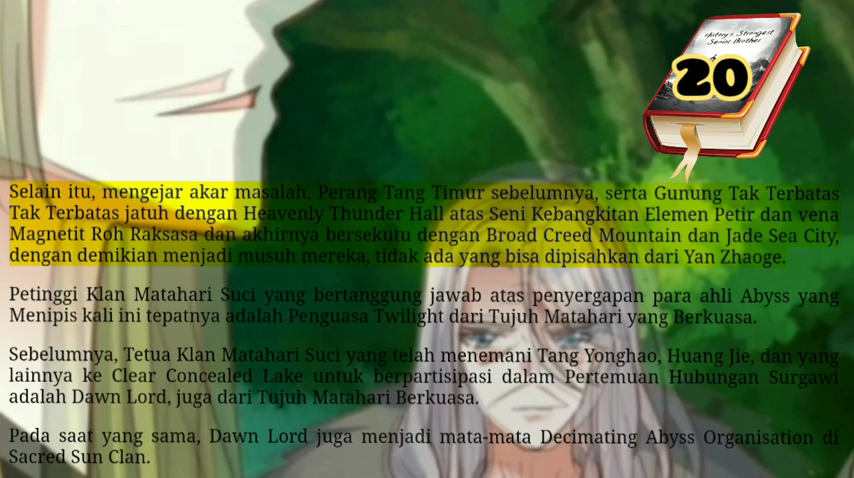 History's Strongest
Senior Brother
20
Selain itu, mengejar akar masalah, Perang Tang Timur sebelumnya, serta Gunung Tak Terbatas
Tak Terbatas jatuh dengan Heavenly Thunder Hall atas Seni Kebangkitan Elemen Petir dan vena
Magnetit Roh Raksasa dan akhirnya bersekutu dengan Broad Creed Mountain dan Jade Sea City,
dengan demikian menjadi musuh mereka, tidak ada yang bisa dipisahkan dari Yan Zhaoge.
Petinggi Klan Matahari Suci yang bertanggung jawab atas penyergapan para ahli Abyss yang
Menipis kali ini tepatnya adalah Penguasa Twilight dari Tujuh Matahari yang Berkuasa.
Sebelumnya, Tetua Klan Matahari Suci yang telah menemani Tang Yonghao, Huang Jie, dan yang
lainnya ke Clear Concealed Lake untuk berpartisipasi dalam Pertemuan Hubungan Surgawi
adalah Dawn Lord, juga dari Tujuh Matahari Berkuasa.
Pada saat yang sama, Dawn Lord juga menjadi mata-mata Decimating Abyss Organisation di
Sacred Sun Clan.